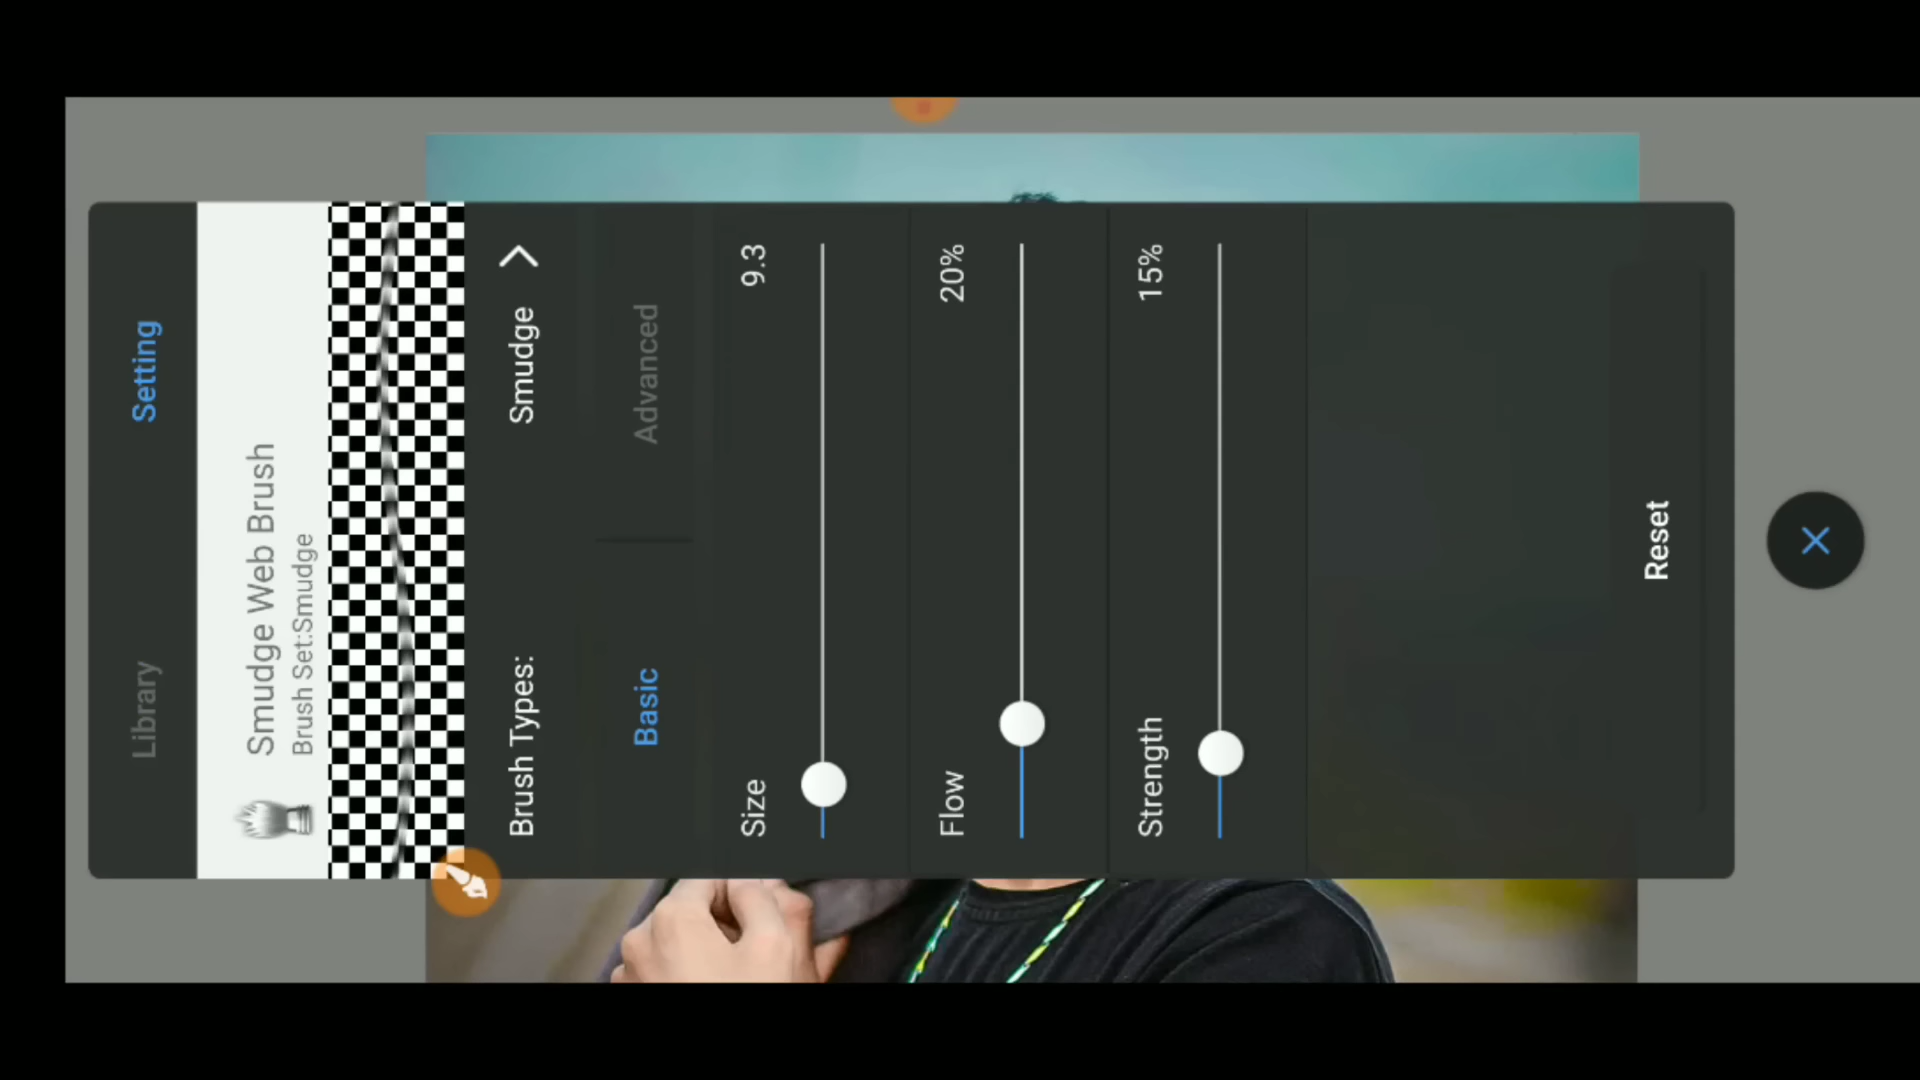 Library
Setting
Smudge Web Brush
Brush Set:Smudge
Brush Types:
Smudge
Basic
Advanced
Size
9.3
Flow
20%
Strength
15%
Reset